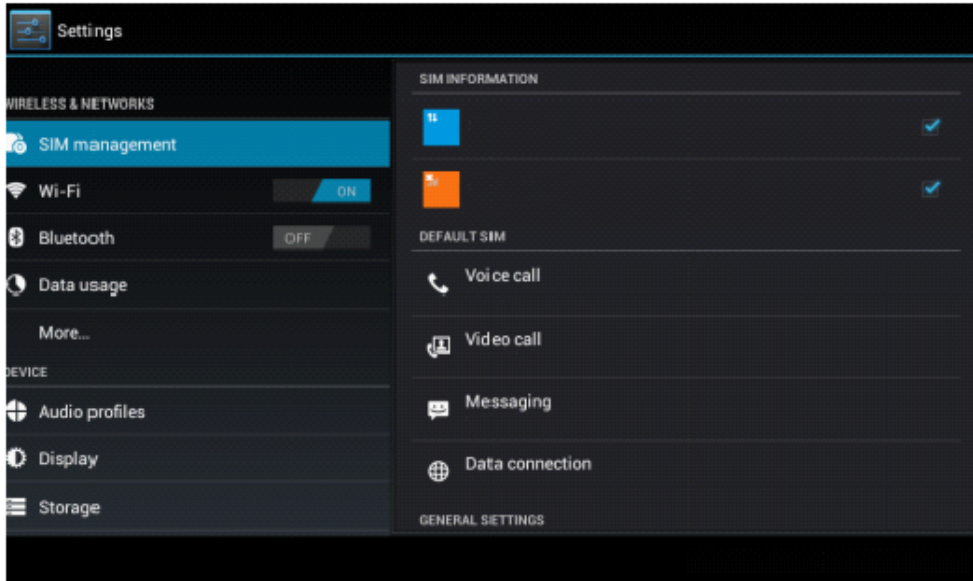 Settings
WIRELESS & NETWORKS
SIM management
Wi-Fi ON
Bluetooth OFF
Data usage
More...
DEVICE
Audio profiles
Display
Storage
SIM INFORMATION
DEFAULT SIM
Voice call
Video call
Messaging
Data connection
GENERAL SETTINGS